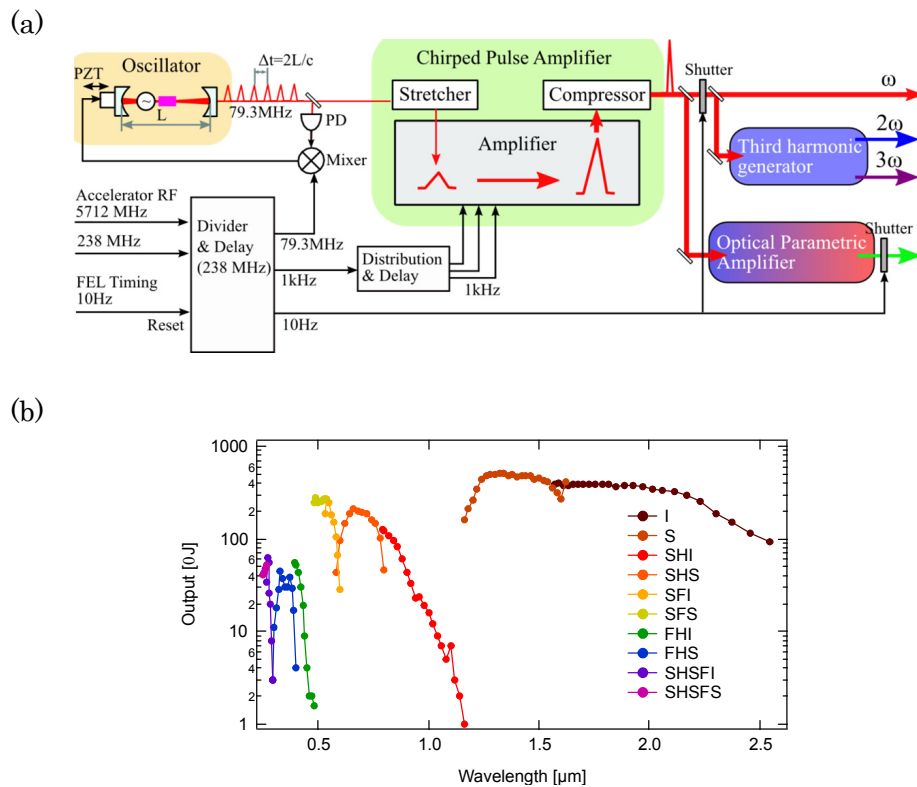 (a)
Oscillator
Δt=2L/c
PZT
~
L
79.3MHz
PD
Mixer
Chirped Pulse Amplifier
Stretcher
Compressor
Amplifier
Shutter
ω
2ω
Third harmonic
generator
3ω
Shutter
Optical Parametric
Amplifier
Accelerator RF
5712 MHz
238 MHz
FEL Timing
10Hz
Reset
Divider
& Delay
(238 MHz)
79.3MHz
1kHz
Distribution
& Delay
1kHz
10Hz
(b)
Output [0J]
1000
6
4
2
100
6
4
2
10
6
4
2
1
0.5
1.0
1.5
2.0
2.5
Wavelength [µm]
I
S
SHI
SHS
SFI
SFS
FHI
FHS
SHSFI
SHSFS